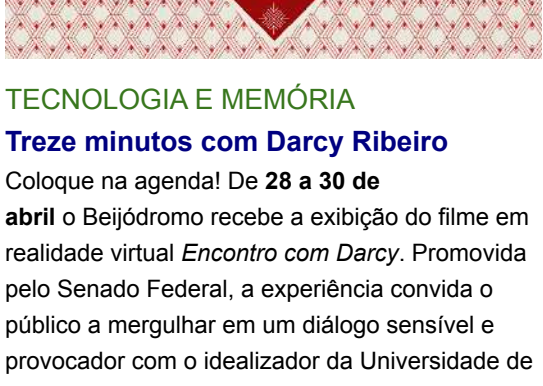 TECNOLOGIA E MEMÓRIA
Treze minutos com Darcy Ribeiro
Coloque na agenda! De 28 a 30 de
abril o Beijódromo recebe a exibição do filme em
realidade virtual Encontro com Darcy. Promovida
pelo Senado Federal, a experiência convida o
público a mergulhar em um diálogo sensível e
provocador com o idealizador da Universidade de